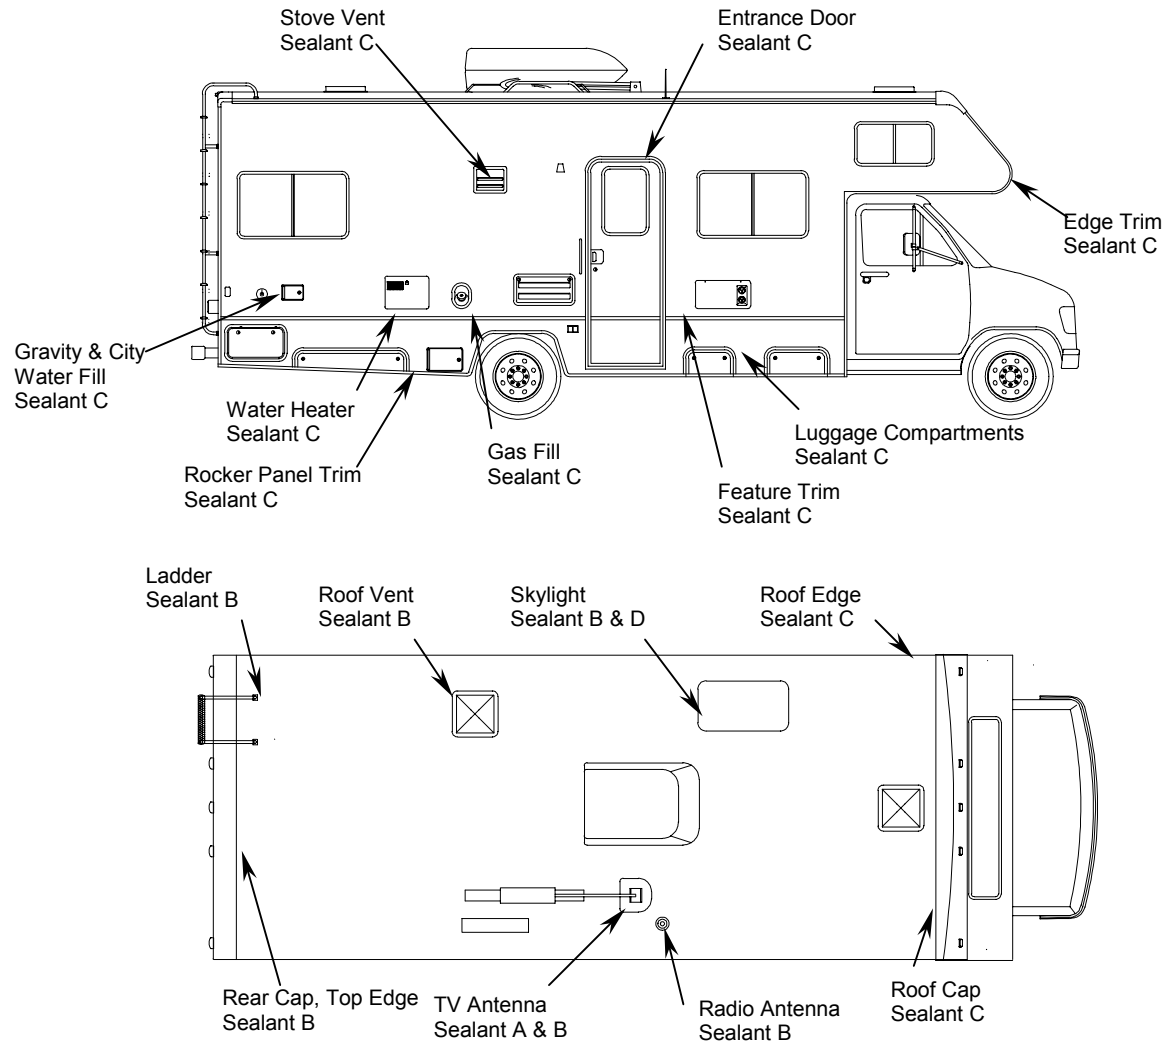 Stove Vent
Sealant C
Entrance Door
Sealant C
Edge Trim
Sealant C
Gravity & City
Water Fill
Sealant C
Water Heater
Sealant C
Rocker Panel Trim
Sealant C
Gas Fill
Sealant C
Luggage Compartments
Sealant C
Feature Trim
Sealant C
Ladder
Sealant B
Roof Vent
Sealant B
Skylight
Sealant B & D
Roof Edge
Sealant C
Rear Cap, Top Edge
Sealant B
TV Antenna
Sealant A & B
Radio Antenna
Sealant B
Roof Cap
Sealant C